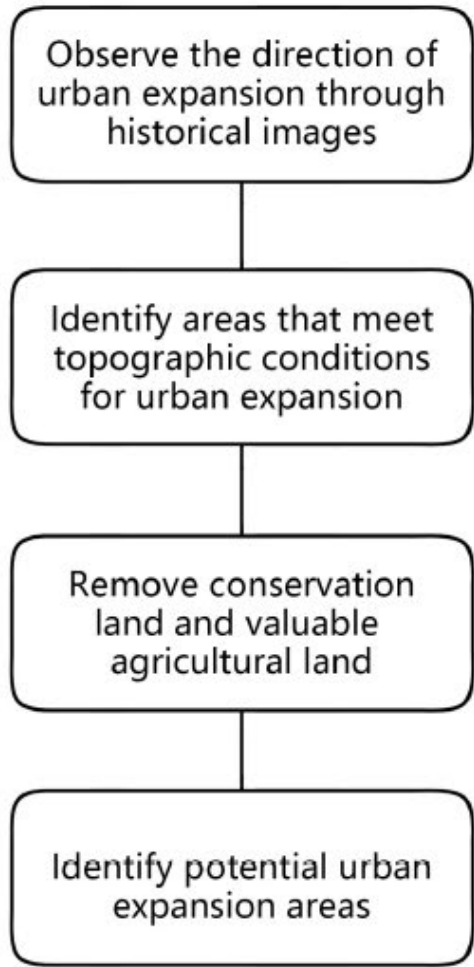 Observe the direction of
urban expansion through
historical images
Identify areas that meet
topographic conditions
for urban expansion
Remove conservation
land and valuable
agricultural land
Identify potential urban
expansion areas